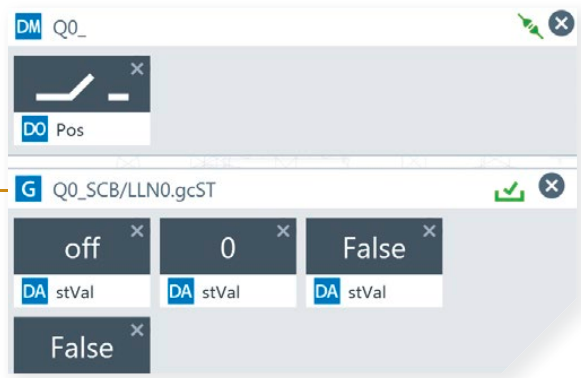 DM Q0_
DO Pos
G Q0_SCB/LLN0.gcST
off 0 False
DA stVal DA stVal DA stVal
False